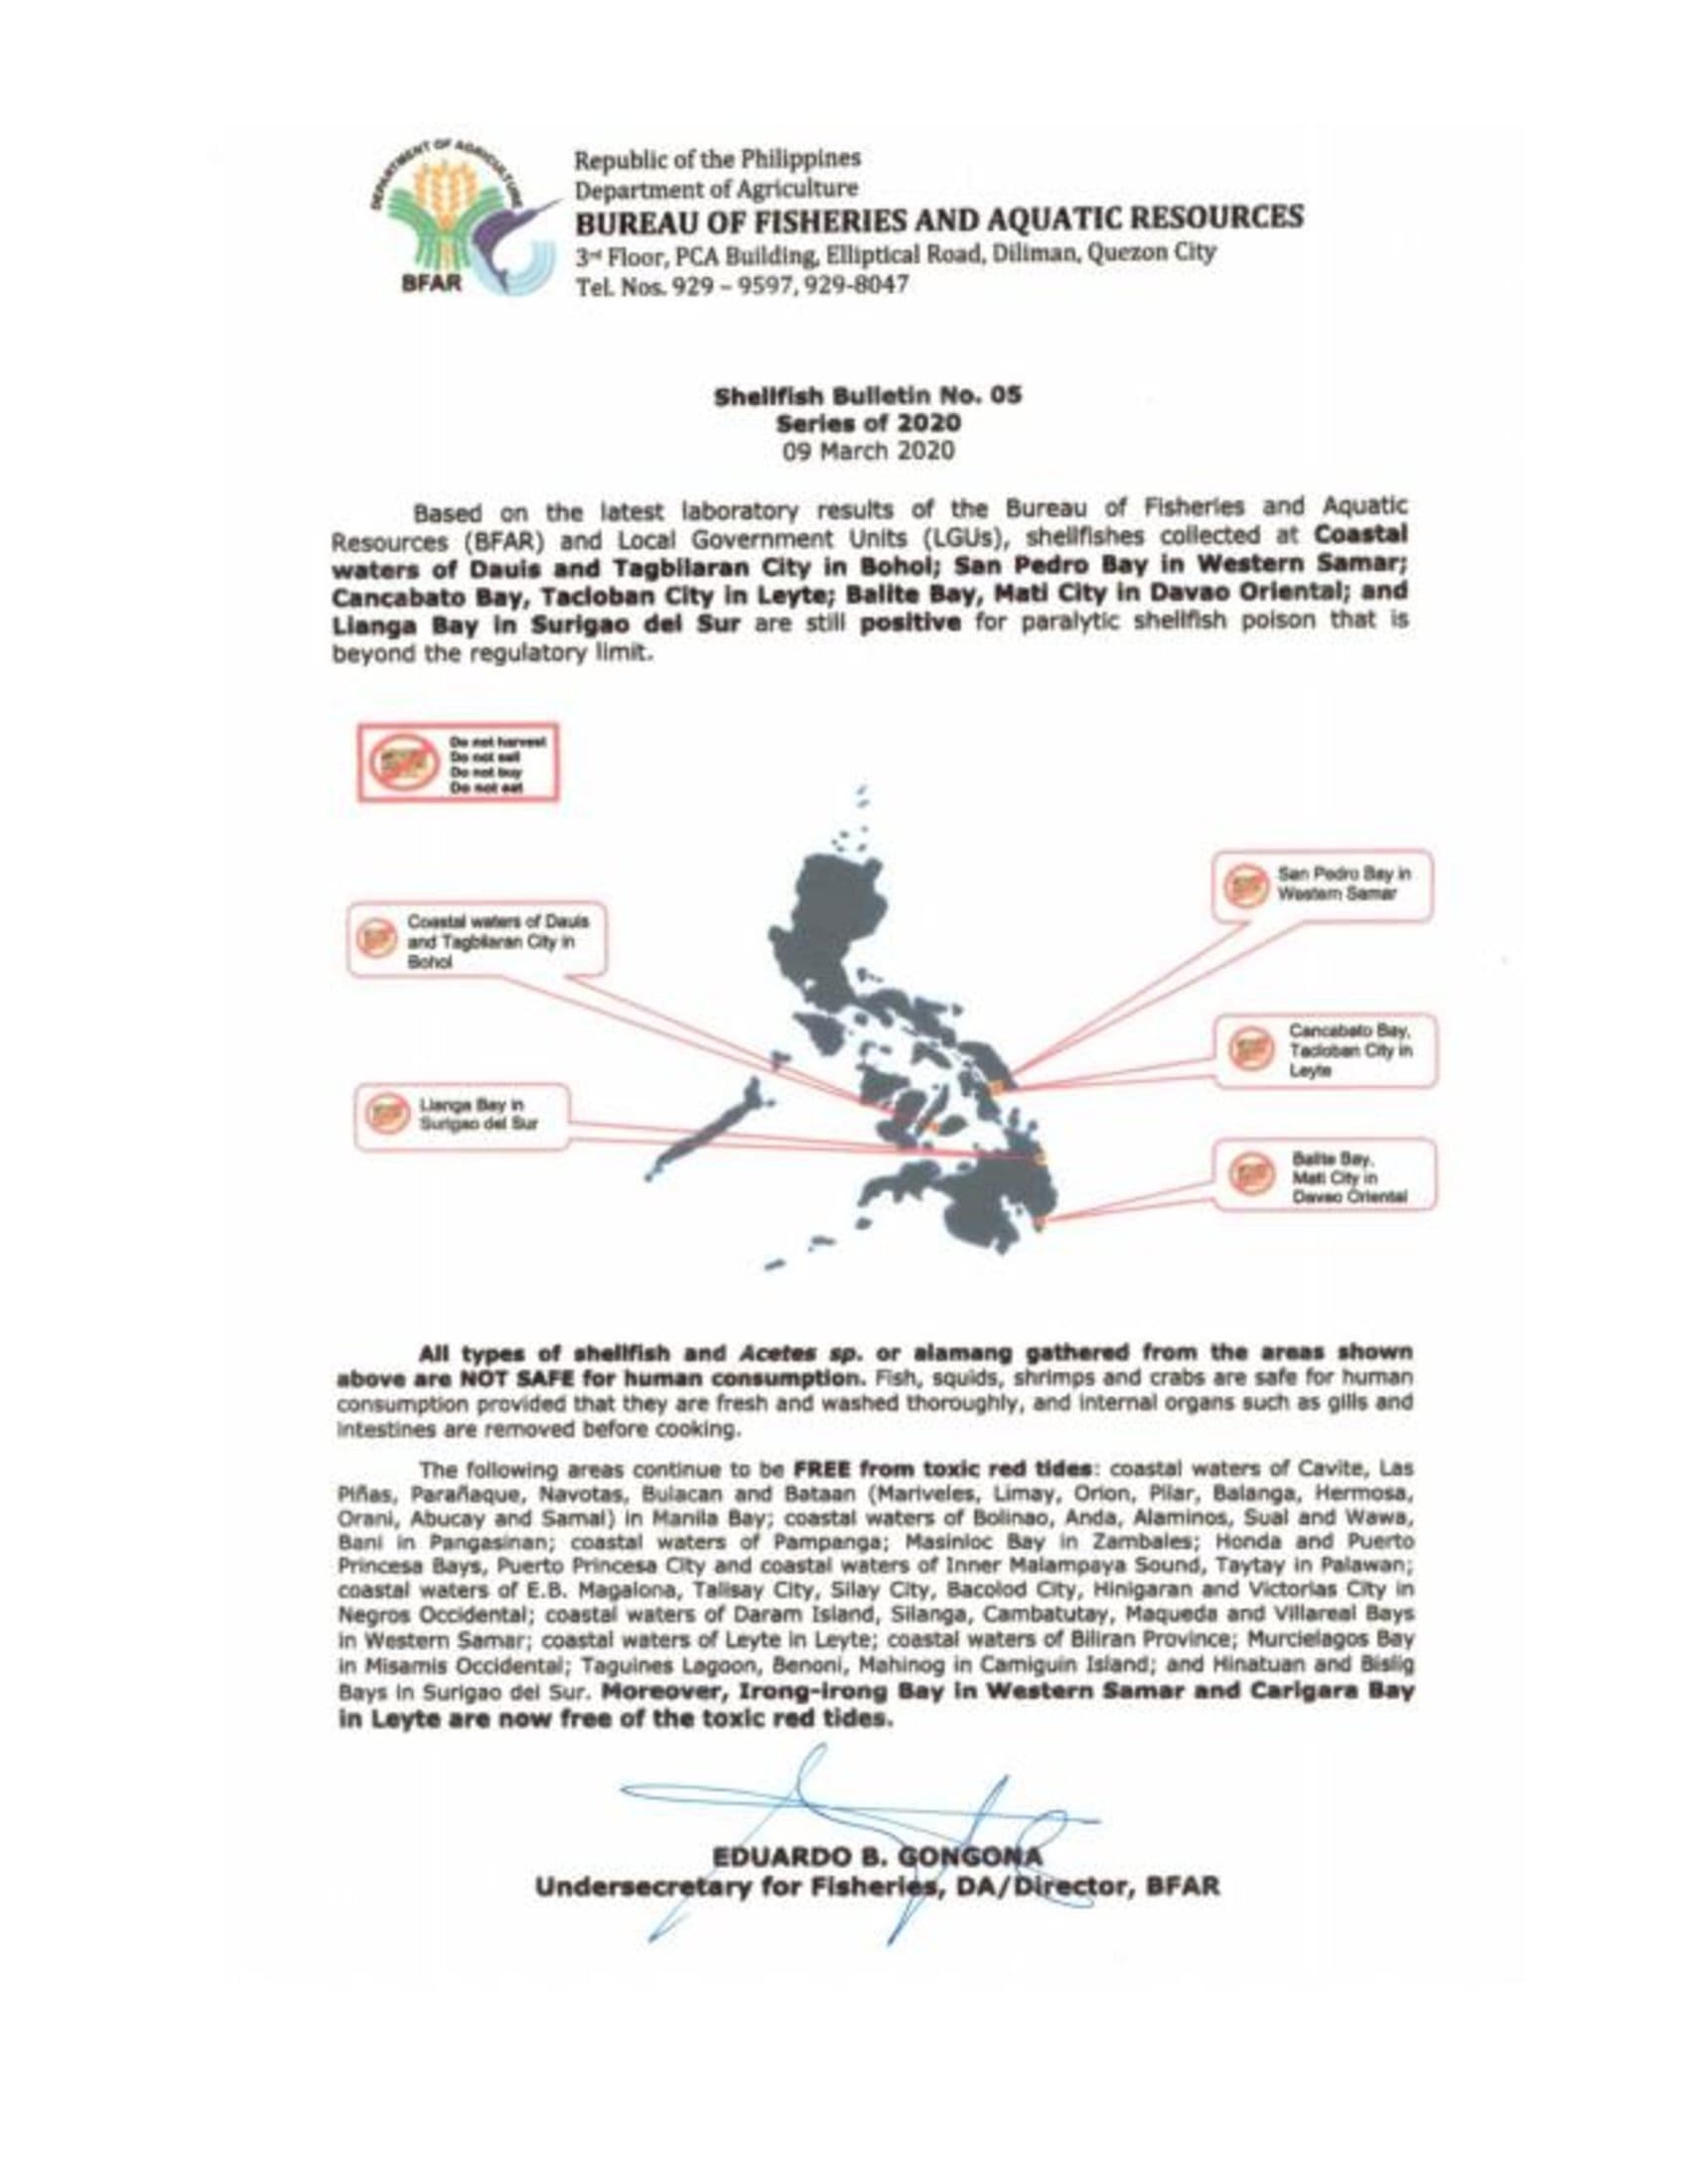 DEPARTMENT OF AGRICULTURE
BFAR
Republic of the Philippines
Department of Agriculture
BUREAU OF FISHERIES AND AQUATIC RESOURCES
3rd Floor, PCA Building, Elliptical Road, Diliman, Quezon City
Tel. Nos. 929 – 9597, 929-8047
Shellfish Bulletin No. 05
Series of 2020
09 March 2020
Based on the latest laboratory results of the Bureau of Fisheries and Aquatic
Resources (BFAR) and Local Government Units (LGUs), shellfishes collected at Coastal
waters of Dauis and Tagbilaran City in Bohol; San Pedro Bay in Western Samar;
Cancabato Bay, Tacloban City in Leyte; Balite Bay, Mati City in Davao Oriental; and
Lianga Bay in Surigao del Sur are still positive for paralytic shellfish poison that is
beyond the regulatory limit.
Do not harvest
Do not sell
Do not buy
Do not eat
San Pedro Bay in
Western Samar
Coastal waters of Dauis
and Tagbilaran City in
Bohol
Cancabato Bay,
Tacloban City in
Leyte
Lianga Bay in
Surigao del Sur
Balite Bay,
Mati City in
Davao Oriental
All types of shellfish and Acetes sp. or alamang gathered from the areas shown
above are NOT SAFE for human consumption. Fish, squids, shrimps and crabs are safe for human
consumption provided that they are fresh and washed thoroughly, and internal organs such as gills and
intestines are removed before cooking.
The following areas continue to be FREE from toxic red tides: coastal waters of Cavite, Las
Piñas, Parañaque, Navotas, Bulacan and Bataan (Mariveles, Limay, Orion, Pilar, Balanga, Hermosa,
Orani, Abucay and Samal) in Manila Bay; coastal waters of Bolinao, Anda, Alaminos, Sual and Wawa,
Bani in Pangasinan; coastal waters of Pampanga; Masinloc Bay in Zambales; Honda and Puerto
Princesa Bays, Puerto Princesa City and coastal waters of Inner Malampaya Sound, Taytay in Palawan;
coastal waters of E.B. Magalona, Talisay City, Silay City, Bacolod City, Hinigaran and Victorias City in
Negros Occidental; coastal waters of Daram Island, Silanga, Cambatutay, Maqueda and Villareal Bays
in Western Samar; coastal waters of Leyte in Leyte; coastal waters of Biliran Province; Murcielagos Bay
in Misamis Occidental; Taguines Lagoon, Benoni, Mahinog in Camiguin Island; and Hinatuan and Bislig
Bays in Surigao del Sur. Moreover, Irong-irong Bay in Western Samar and Carigara Bay
in Leyte are now free of the toxic red tides.
EDUARDO B. GONGONA
Undersecretary for Fisheries, DA/Director, BFAR